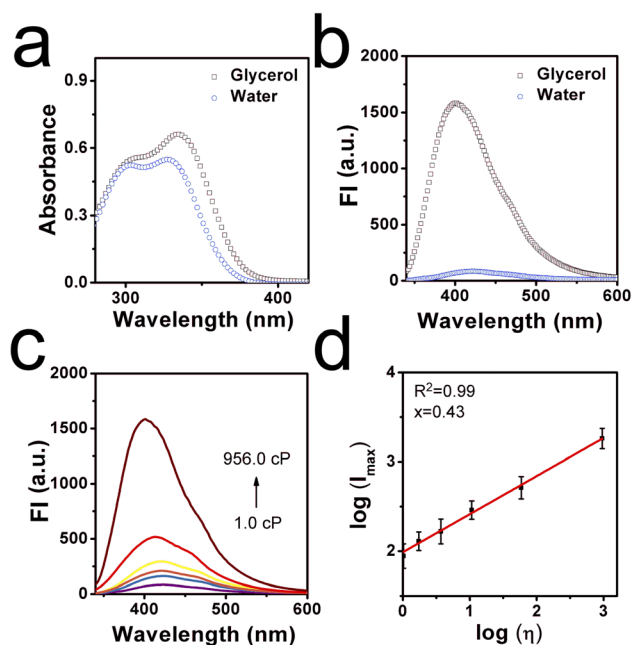 a
Absorbance
0.9
0.6
0.3
0.0
Glycerol
Water
300
400
Wavelength (nm)
b
FI (a.u.)
2000
1500
1000
500
0
Glycerol
Water
400
500
600
Wavelength (nm)
c
FI (a.u.)
2000
1500
1000
500
0
956.0 cP
1.0 cP
400
500
600
Wavelength (nm)
d
log (Imax)
4
3
2
1
R²=0.99
x=0.43
0
1
2
3
log (η)